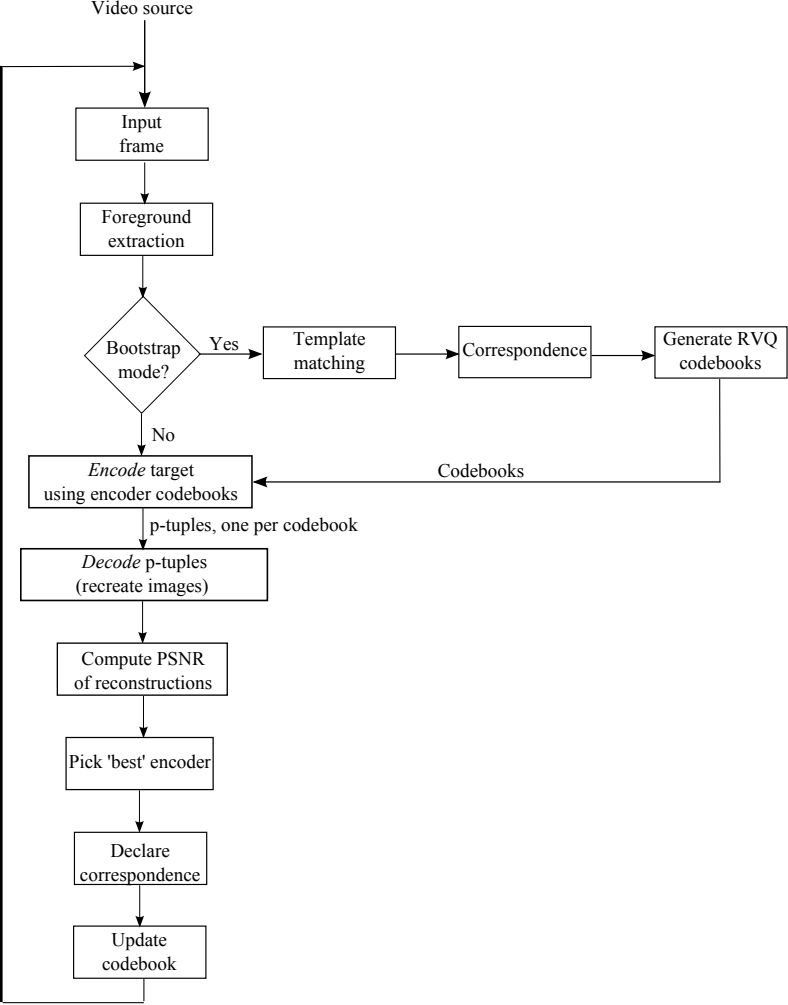 Video source
Input
frame
Foreground
extraction
Bootstrap
mode?
Yes
Template
matching
Correspondence
Generate RVQ
codebooks
No
Codebooks
Encode target
using encoder codebooks
p-tuples, one per codebook
Decode p-tuples
(recreate images)
Compute PSNR
of reconstructions
Pick 'best' encoder
Declare
correspondence
Update
codebook